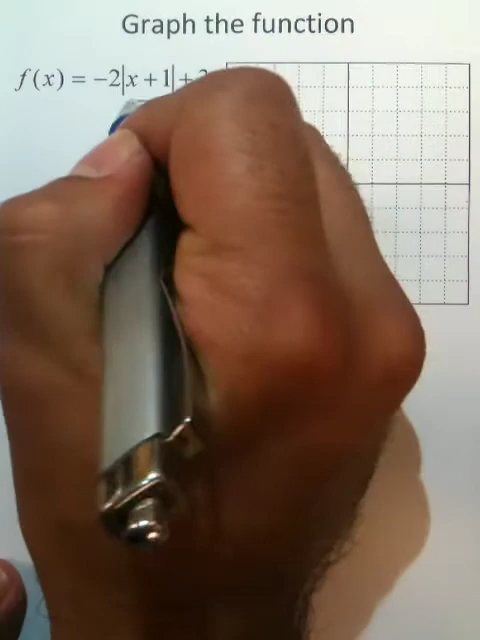 Graph the function
f(x) = −2|x + 1| +